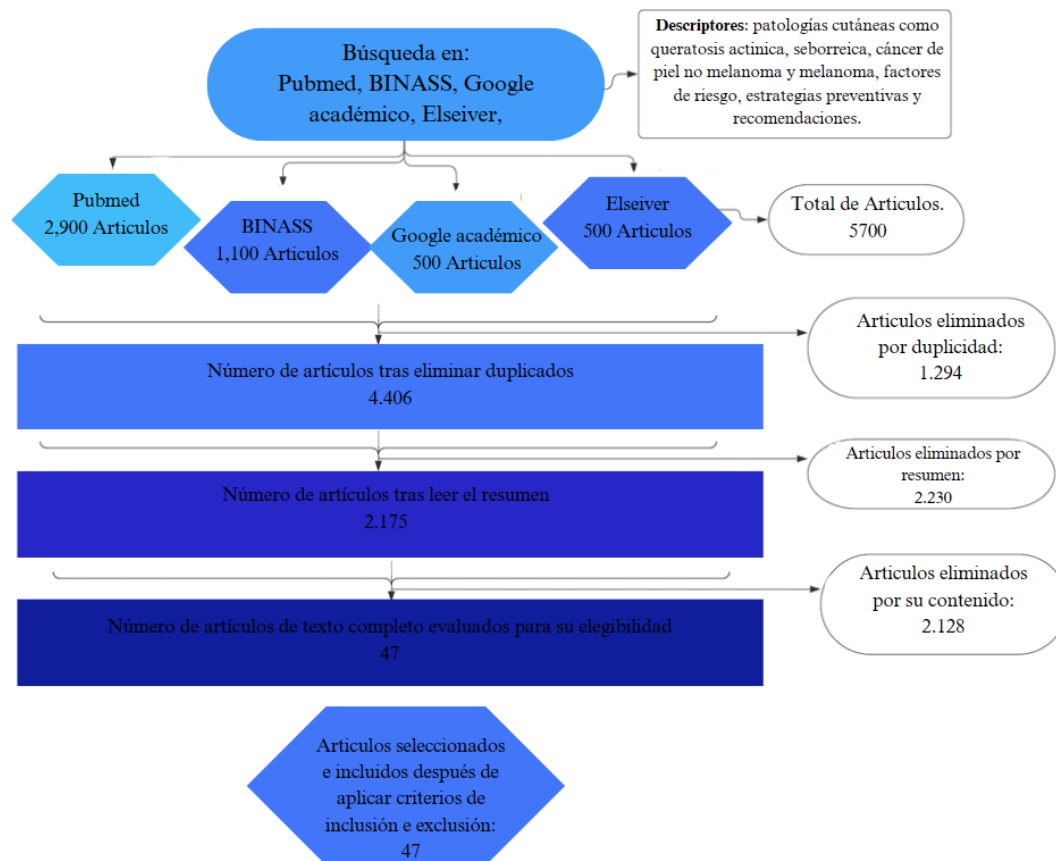 Búsqueda en:
Pubmed, BINASS, Google
académico, Elseiver,
Descriptores: patologías cutáneas como
queratosis actinica, seborreica, cáncer de
piel no melanoma y melanoma, factores
de riesgo, estrategias preventivas y
recomendaciones.
Pubmed
2,900 Articulos
BINASS
1,100 Articulos
Google académico
500 Articulos
Elseiver
500 Articulos
Total de Articulos.
5700
Articulos eliminados
por duplicidad:
1.294
Número de artículos tras eliminar duplicados
4.406
Articulos eliminados por
resumen:
2.230
Número de artículos tras leer el resumen
2.175
Articulos eliminados
por su contenido:
2.128
Número de artículos de texto completo evaluados para su elegibilidad
47
Articulos seleccionados
e incluidos después de
aplicar criterios de
inclusión e exclusión:
47